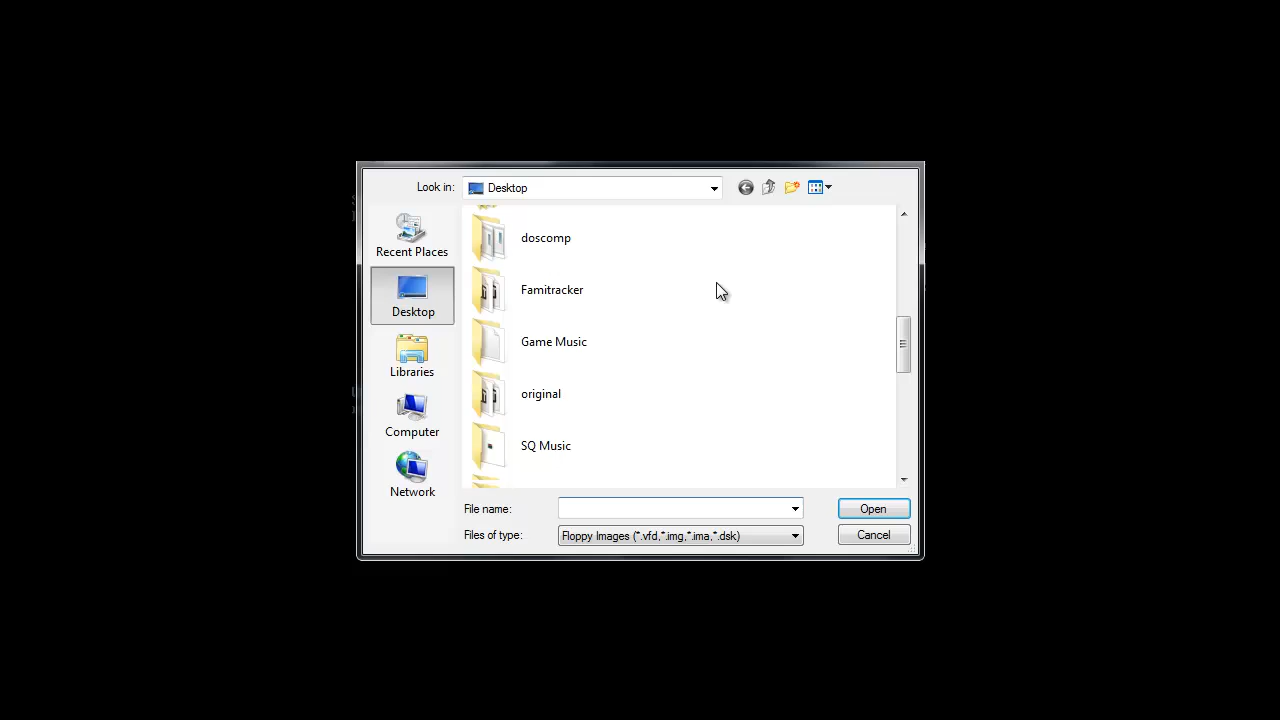 Look in:
Desktop
Recent Places
Desktop
Libraries
Computer
Network
doscomp
Famitracker
Game Music
original
SQ Music
File name:
Open
Files of type:
Floppy Images (*.vfd,*.img,*.ima,*.dsk)
Cancel